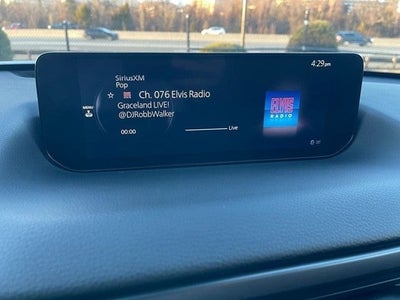 4:29pm
SiriusXM
Pop
Ch. 076 Elvis Radio
Graceland LIVE!
@DJRobbWalker
MENU
00:00
Live
ELVIS
RADIO